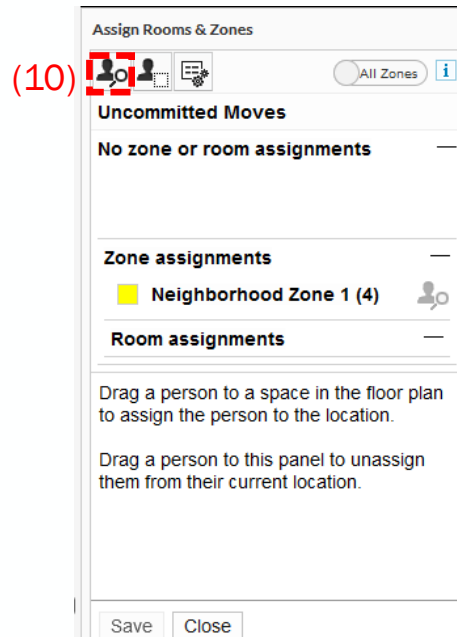 Assign Rooms & Zones
(10)
All Zones i
Uncommitted Moves
No zone or room assignments —
Zone assignments —
Neighborhood Zone 1 (4)
Room assignments —
Drag a person to a space in the floor plan
to assign the person to the location.
Drag a person to this panel to unassign
them from their current location.
Save Close